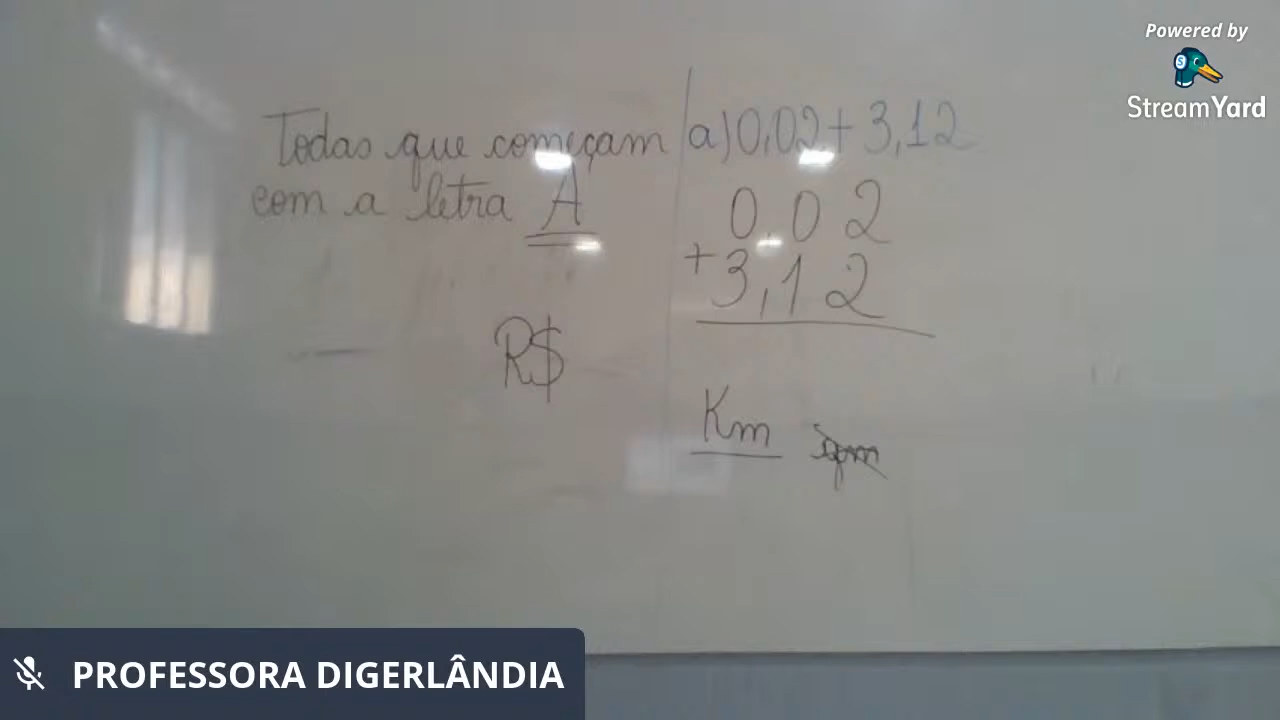 Powered by
StreamYard
Todas que começam
com a letra A
R$
a) 0,02 + 3,12
0,02
+ 3,12
Km
PROFESSORA DIGERLÂNDIA